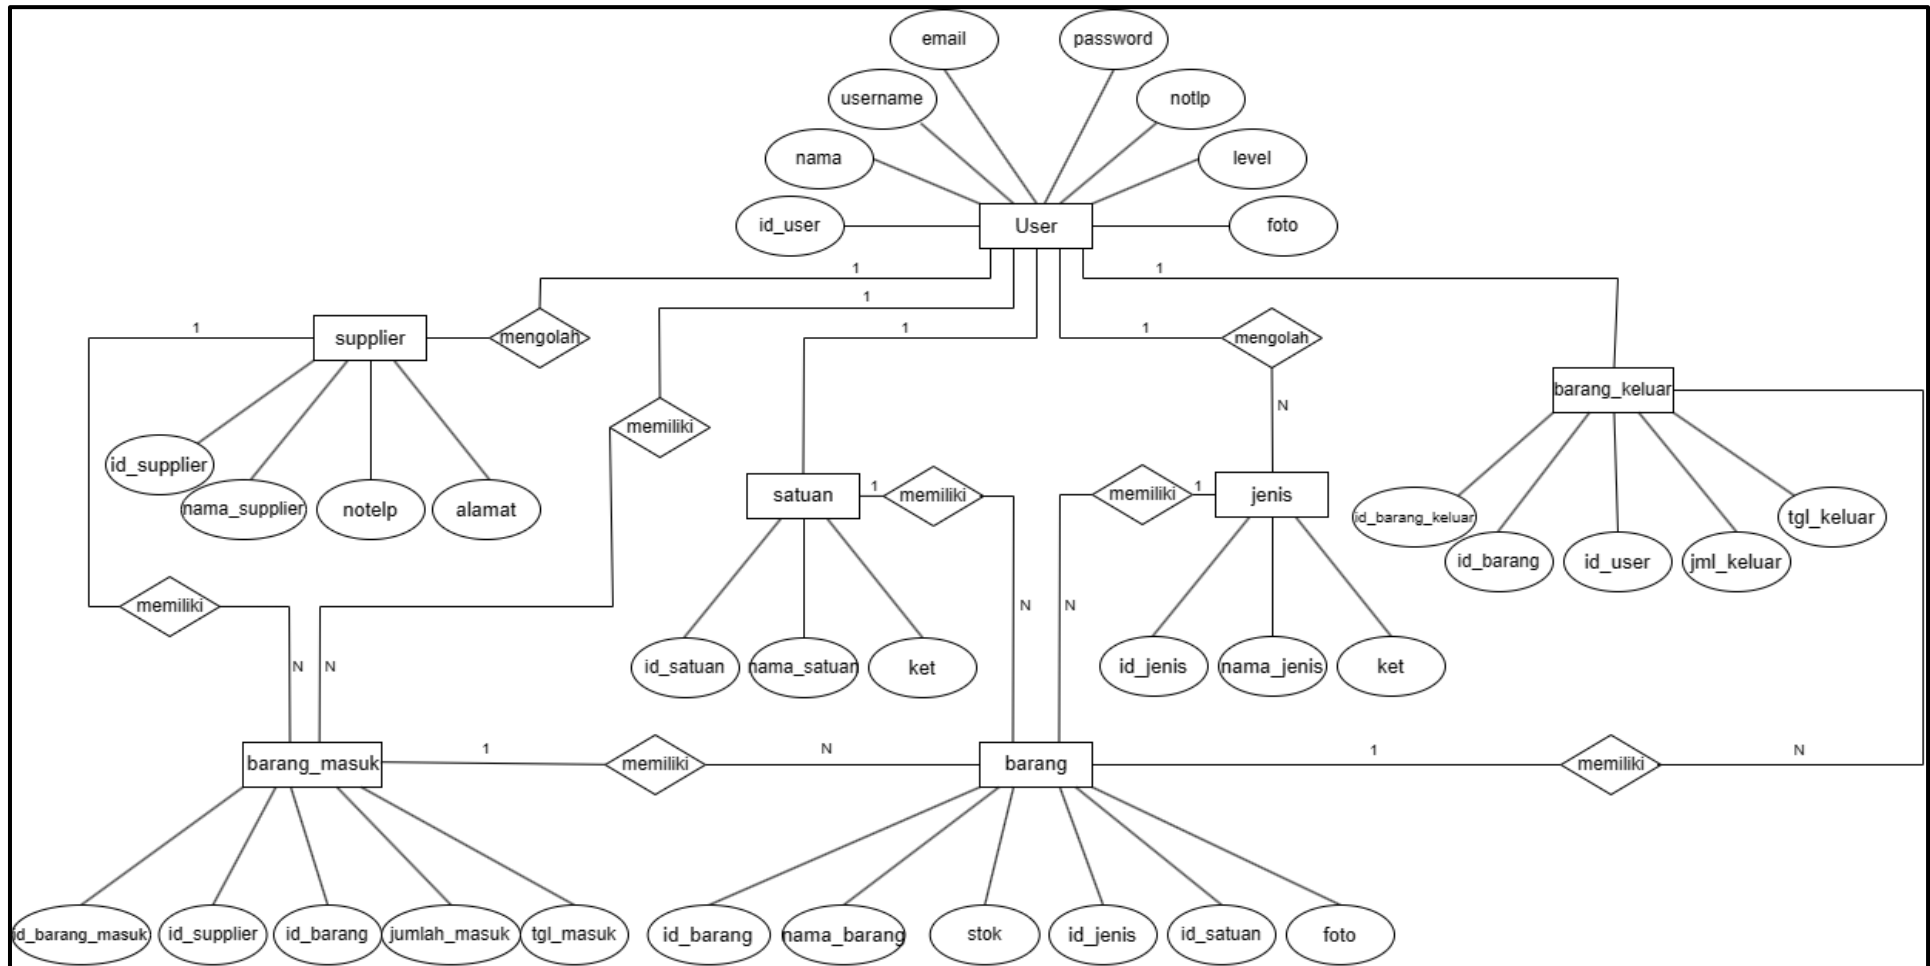 email
password
username
notlp
nama
level
id_user
User
foto
1
1
1
1
1
1
supplier
mengolah
mengolah
barang_keluar
memiliki
N
id_supplier
nama_supplier
notelp
alamat
satuan
1
memiliki
memiliki
1
jenis
id_barang_keluar
tgl_keluar
id_barang
id_user
jml_keluar
memiliki
N
N
id_satuan
nama_satuan
ket
id_jenis
nama_jenis
ket
N
N
barang_masuk
1
memiliki
N
barang
1
memiliki
N
id_barang_masuk
id_supplier
id_barang
jumlah_masuk
tgl_masuk
id_barang
nama_barang
stok
id_jenis
id_satuan
foto